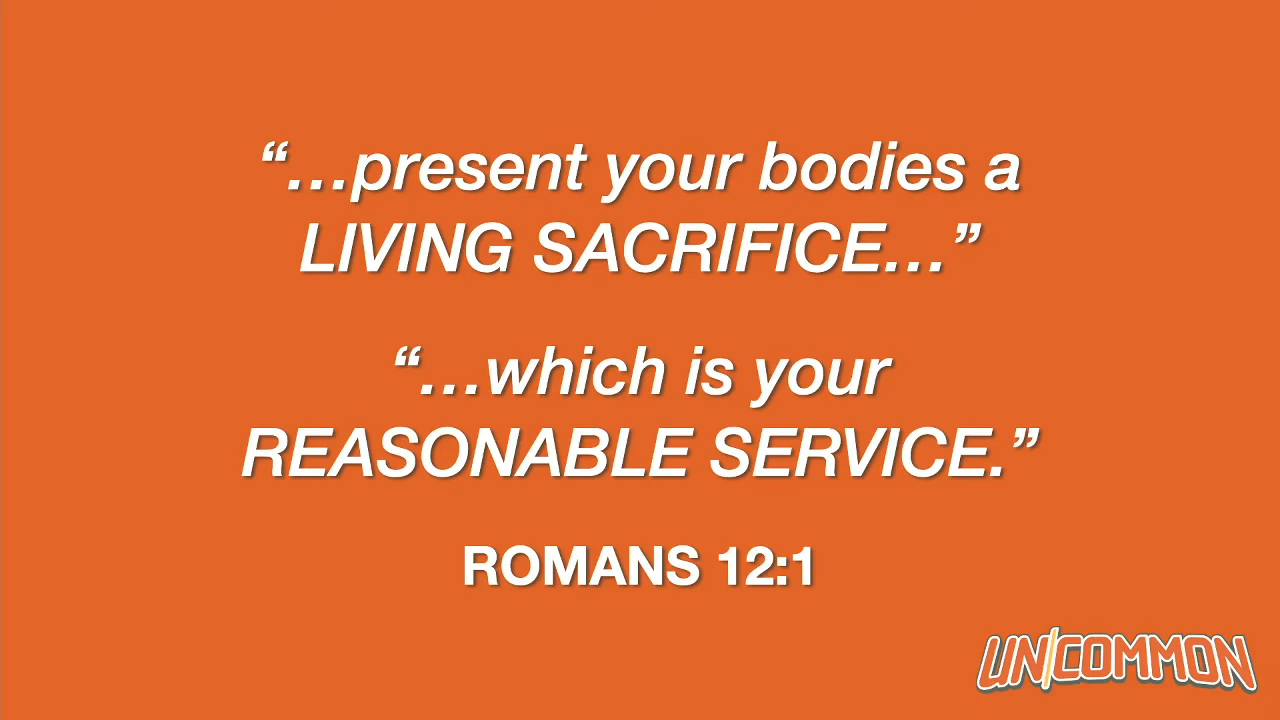 “...present your bodies a
LIVING SACRIFICE...”
“...which is your
REASONABLE SERVICE.”
ROMANS 12:1
UN/COMMON